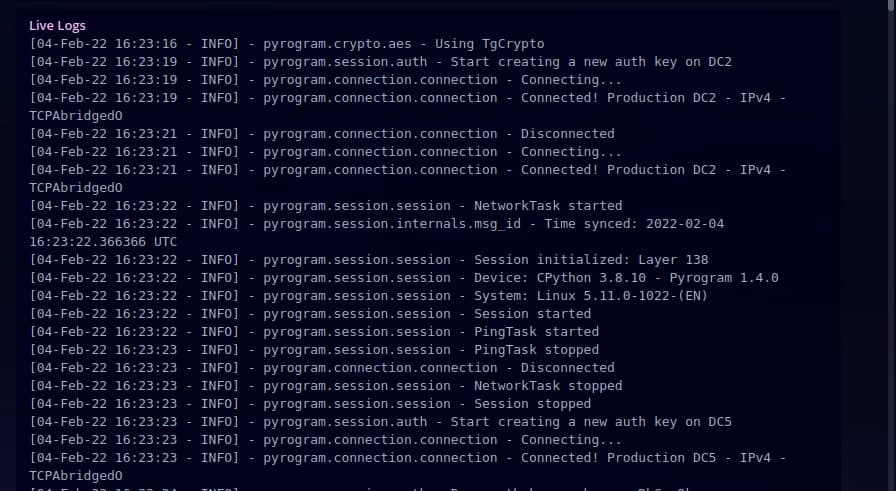 Live Logs
[04-Feb-22 16:23:16 - INFO] - pyrogram.crypto.aes - Using TgCrypto
[04-Feb-22 16:23:19 - INFO] - pyrogram.session.auth - Start creating a new auth key on DC2
[04-Feb-22 16:23:19 - INFO] - pyrogram.connection.connection - Connecting...
[04-Feb-22 16:23:19 - INFO] - pyrogram.connection.connection - Connected! Production DC2 - IPv4 -
TCPAbridgedO
[04-Feb-22 16:23:21 - INFO] - pyrogram.connection.connection - Disconnected
[04-Feb-22 16:23:21 - INFO] - pyrogram.connection.connection - Connecting...
[04-Feb-22 16:23:21 - INFO] - pyrogram.connection.connection - Connected! Production DC2 - IPv4 -
TCPAbridgedO
[04-Feb-22 16:23:22 - INFO] - pyrogram.session.session - NetworkTask started
[04-Feb-22 16:23:22 - INFO] - pyrogram.session.internals.msg_id - Time synced: 2022-02-04
16:23:22.366366 UTC
[04-Feb-22 16:23:22 - INFO] - pyrogram.session.session - Session initialized: Layer 138
[04-Feb-22 16:23:22 - INFO] - pyrogram.session.session - Device: CPython 3.8.10 - Pyrogram 1.4.0
[04-Feb-22 16:23:22 - INFO] - pyrogram.session.session - System: Linux 5.11.0-1022-(EN)
[04-Feb-22 16:23:22 - INFO] - pyrogram.session.session - Session started
[04-Feb-22 16:23:22 - INFO] - pyrogram.session.session - PingTask started
[04-Feb-22 16:23:23 - INFO] - pyrogram.session.session - PingTask stopped
[04-Feb-22 16:23:23 - INFO] - pyrogram.connection.connection - Disconnected
[04-Feb-22 16:23:23 - INFO] - pyrogram.session.session - NetworkTask stopped
[04-Feb-22 16:23:23 - INFO] - pyrogram.session.session - Session stopped
[04-Feb-22 16:23:23 - INFO] - pyrogram.session.auth - Start creating a new auth key on DC5
[04-Feb-22 16:23:23 - INFO] - pyrogram.connection.connection - Connecting...
[04-Feb-22 16:23:23 - INFO] - pyrogram.connection.connection - Connected! Production DC5 - IPv4 -
TCPAbridgedO